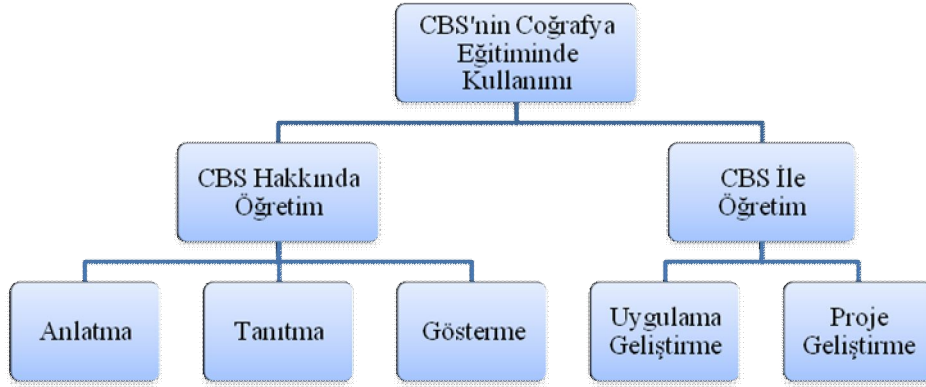 CBS'nin Coğrafya
Eğitiminde
Kullanımı
CBS Hakkında
Öğretim
CBS İle
Öğretim
Anlatma
Tanıtma
Gösterme
Uygulama
Geliştirme
Proje
Geliştirme